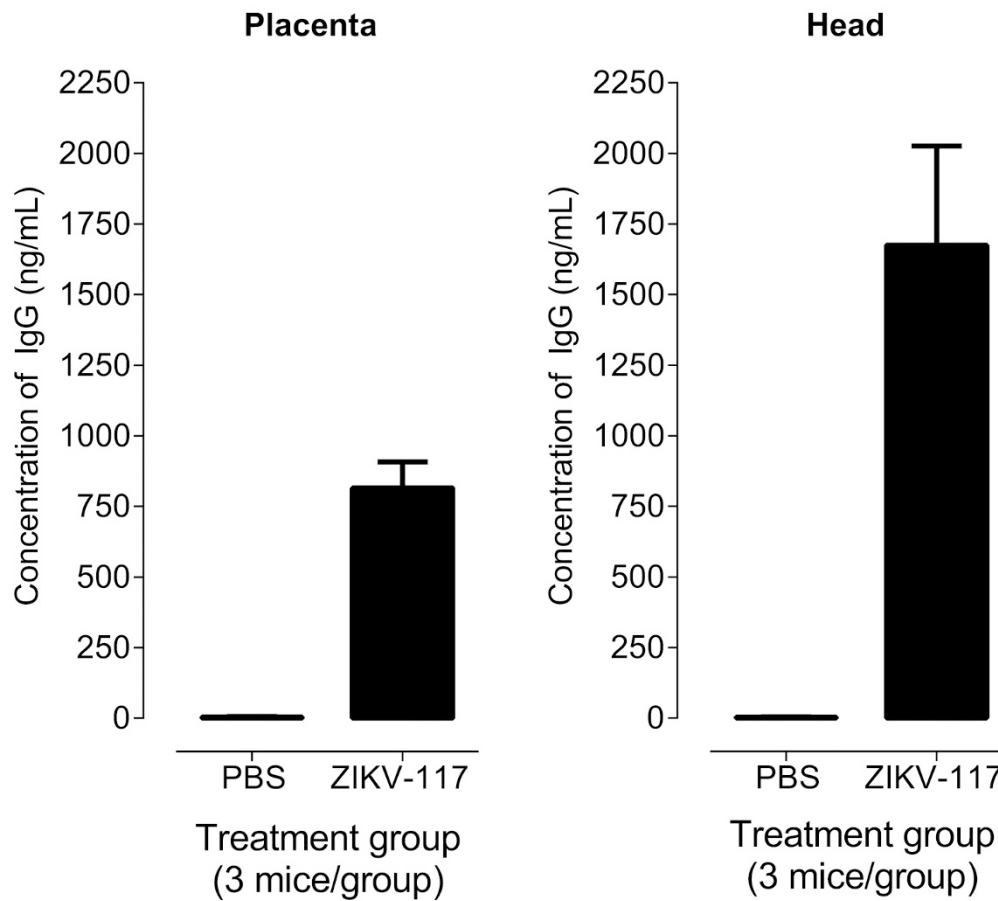 Placenta
Concentration of IgG (ng/mL)
2250
2000
1750
1500
1250
1000
750
500
250
0
PBS ZIKV-117
Treatment group
(3 mice/group)
Head
Concentration of IgG (ng/mL)
2250
2000
1750
1500
1250
1000
750
500
250
0
PBS ZIKV-117
Treatment group
(3 mice/group)